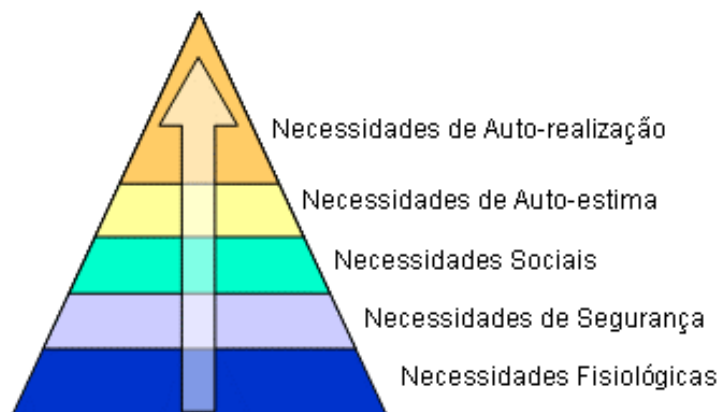 Necessidades de Auto-realização
Necessidades de Auto-estima
Necessidades Sociais
Necessidades de Segurança
Necessidades Fisiológicas